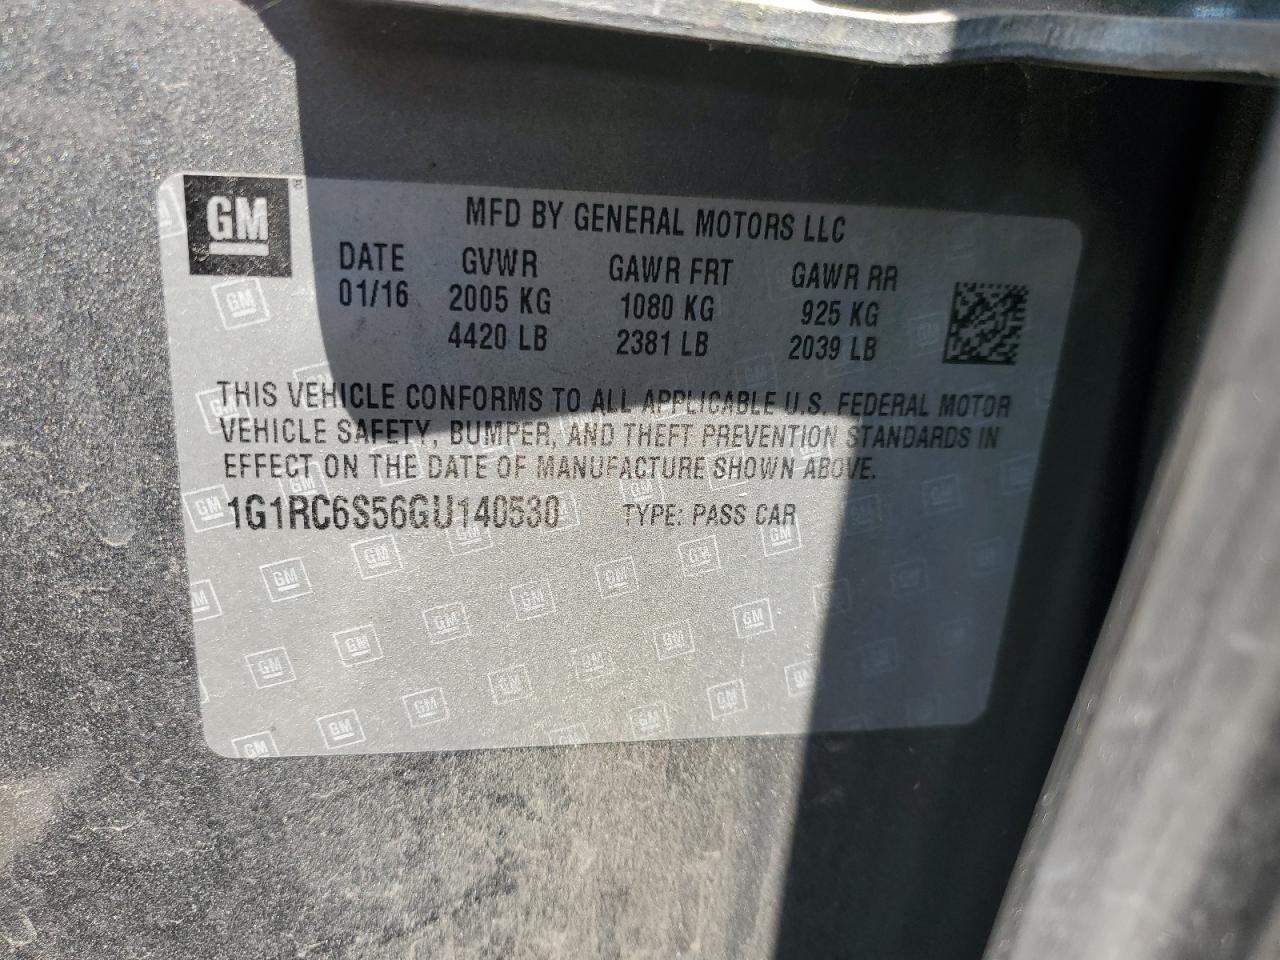 GM
MFD BY GENERAL MOTORS LLC
DATE GVWR GAWR FRT GAWR RR
01/16 2005 KG 1080 KG 925 KG
4420 LB 2381 LB 2039 LB
THIS VEHICLE CONFORMS TO ALL APPLICABLE U.S. FEDERAL MOTOR
VEHICLE SAFETY, BUMPER, AND THEFT PREVENTION STANDARDS IN
EFFECT ON THE DATE OF MANUFACTURE SHOWN ABOVE.
1G1RC6S56GU140530 TYPE: PASS CAR